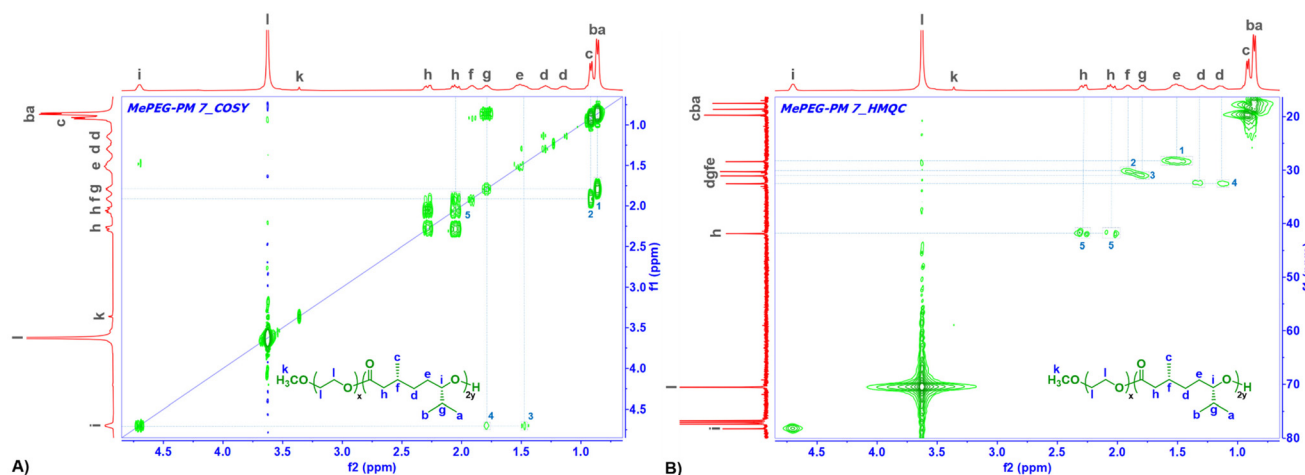 l
ba
c
i
k
h
h
f
g
e
d
d
MePEG-PM 7_COSY
ba
c
d d
e
g
f
h
h
k
l
i
1.0
1.5
2.0
2.5
3.0
3.5
4.0
4.5
f1 (ppm)
5
2
1
4
3
k
H3CO
l
l
O
x
O
h
c
f
d
e
i
g
b
a
O
H
2y
4.5
4.0
3.5
3.0
2.5
2.0
1.5
1.0
f2 (ppm)
A)
l
ba
c
i
k
h
h
f
g
e
d
d
MePEG-PM 7_HMQC
cba
dgfe
h
l
i
20
30
40
50
60
70
80
1
2
3
4
5
5
k
H3CO
l
l
O
x
O
h
c
f
d
e
i
g
b
a
O
H
2y
4.5
4.0
3.5
3.0
2.5
2.0
1.5
1.0
f2 (ppm)
B)